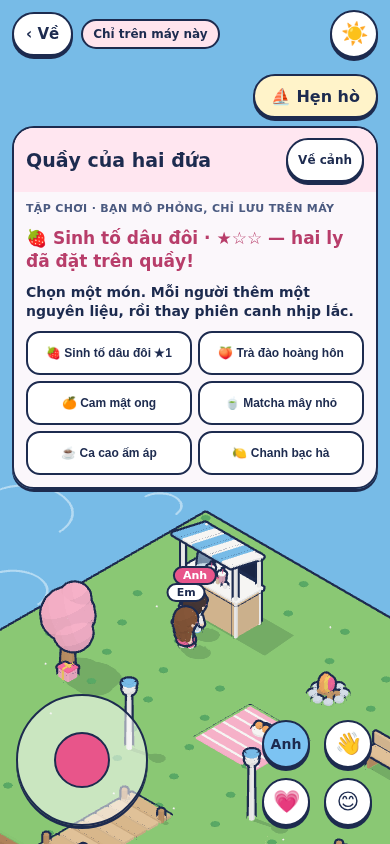 ‹ Về
Chỉ trên máy này
Hẹn hò
Quầy của hai đứa
Về cảnh
TẬP CHƠI · BẠN MÔ PHỎNG, CHỈ LƯU TRÊN MÁY
Sinh tố dâu đôi · ★☆☆ — hai ly
đã đặt trên quầy!
Chọn một món. Mỗi người thêm một
nguyên liệu, rồi thay phiên canh nhịp lắc.
Sinh tố dâu đôi ★1
Trà đào hoàng hôn
Cam mật ong
Matcha mây nhỏ
Ca cao ấm áp
Chanh bạc hà
Anh
Em
Anh